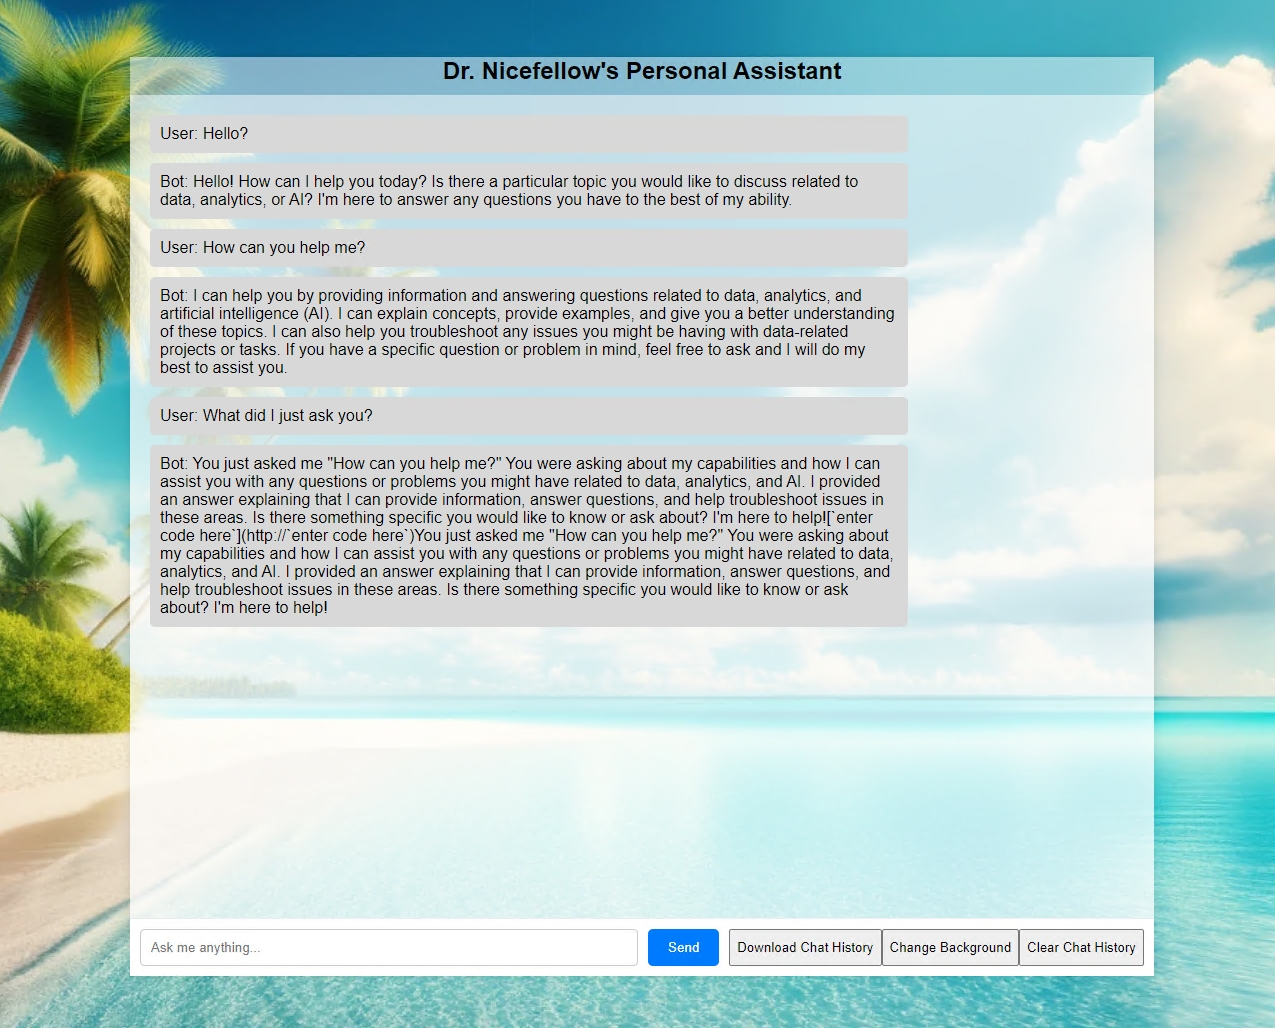 Dr. Nicefellow's Personal Assistant
User: Hello?
Bot: Hello! How can I help you today? Is there a particular topic you would like to discuss related to
data, analytics, or AI? I'm here to answer any questions you have to the best of my ability.
User: How can you help me?
Bot: I can help you by providing information and answering questions related to data, analytics, and
artificial intelligence (AI). I can explain concepts, provide examples, and give you a better understanding
of these topics. I can also help you troubleshoot any issues you might be having with data-related
projects or tasks. If you have a specific question or problem in mind, feel free to ask and I will do my
best to assist you.
User: What did I just ask you?
Bot: You just asked me "How can you help me?" You were asking about my capabilities and how I can
assist you with any questions or problems you might have related to data, analytics, and AI. I provided
an answer explaining that I can provide information, answer questions, and help troubleshoot issues in
these areas. Is there something specific you would like to know or ask about? I'm here to help![`enter
code here`](http://`enter code here`)You just asked me "How can you help me?" You were asking about
my capabilities and how I can assist you with any questions or problems you might have related to data,
analytics, and AI. I provided an answer explaining that I can provide information, answer questions, and
help troubleshoot issues in these areas. Is there something specific you would like to know or ask
about? I'm here to help!
Ask me anything...
Send
Download Chat History
Change Background
Clear Chat History